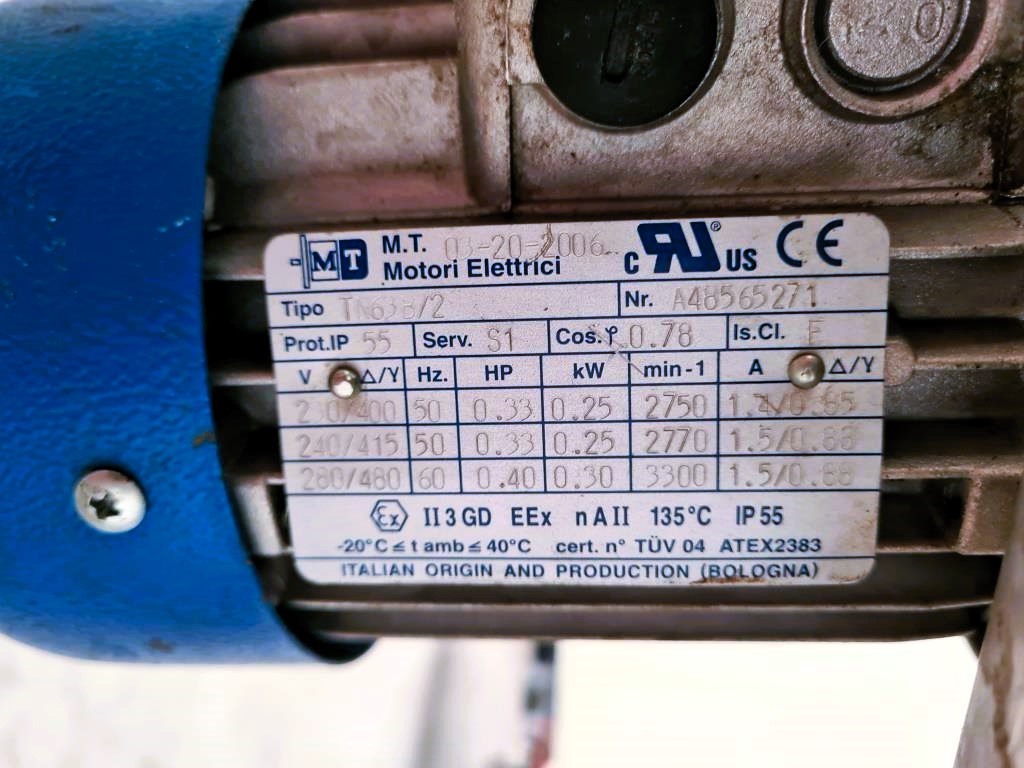 MT M.T. 03-20-2006 c RU® US CE
Motori Elettrici
Tipo TN63B/2 Nr. A48565271
Prot.IP 55 Serv. S1 Cos.φ 0.78 Is.Cl. F
V Δ/Y Hz. HP kW min-1 A Δ/Y
230/400 50 0.33 0.25 2750 1.4/0.85
240/415 50 0.33 0.25 2770 1.5/0.88
280/480 60 0.40 0.30 3300 1.5/0.88
Ex II 3 GD EEx n A II 135°C IP 55
-20°C ≤ t amb ≤ 40°C cert. n° TÜV 04 ATEX2383
ITALIAN ORIGIN AND PRODUCTION (BOLOGNA)